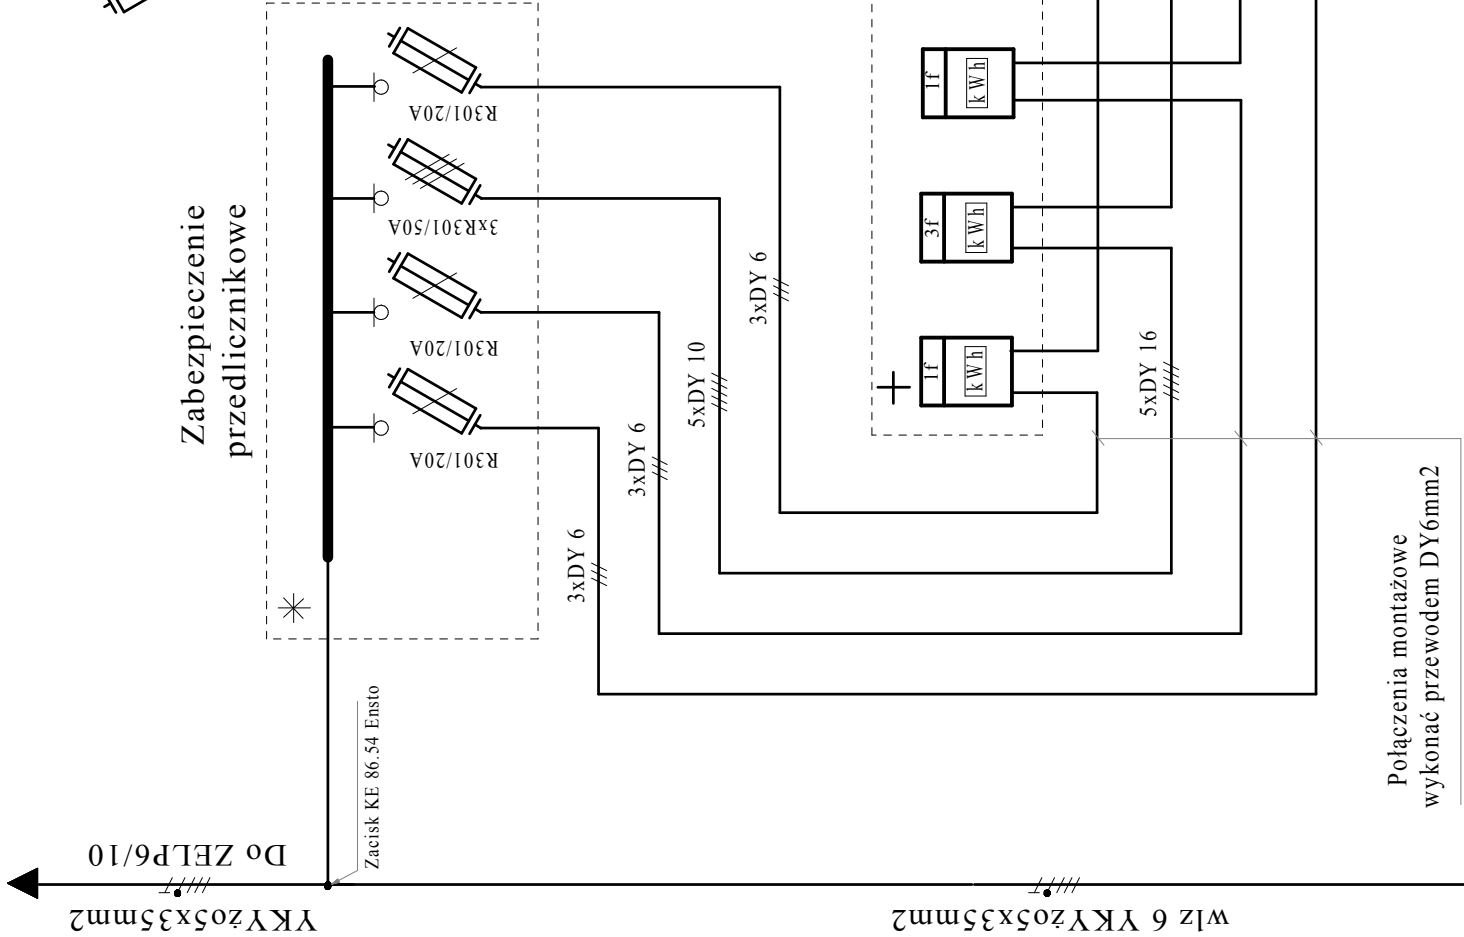 Zabezpieczenie
przedlicznikowe
R301/20A
3xR301/50A
R301/20A
R301/20A
3xDY 6
5xDY 10
3xDY 6
3xDY 6
1f
kWh
3f
kWh
1f
kWh
5xDY 16
Zacisk KE 86.54 Ensto
Połączenia montażowe
wykonać przewodem DY6mm2
Do ZELP6/10
YKYżo5x35mm2
wlz 6 YKYżo5x35mm2